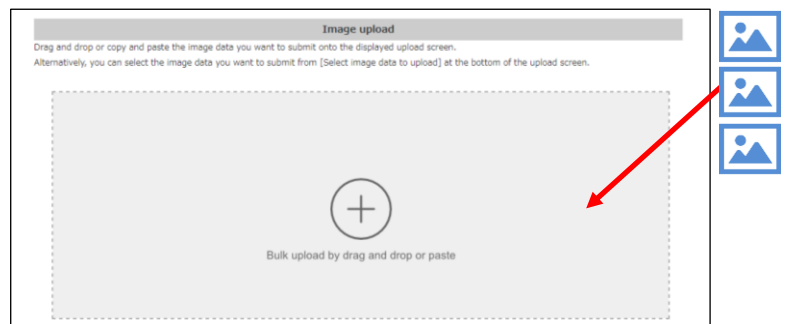 Image upload
Drag and drop or copy and paste the image data you want to submit onto the displayed upload screen.
Alternatively, you can select the image data you want to submit from [Select image data to upload] at the bottom of the upload screen.
Bulk upload by drag and drop or paste